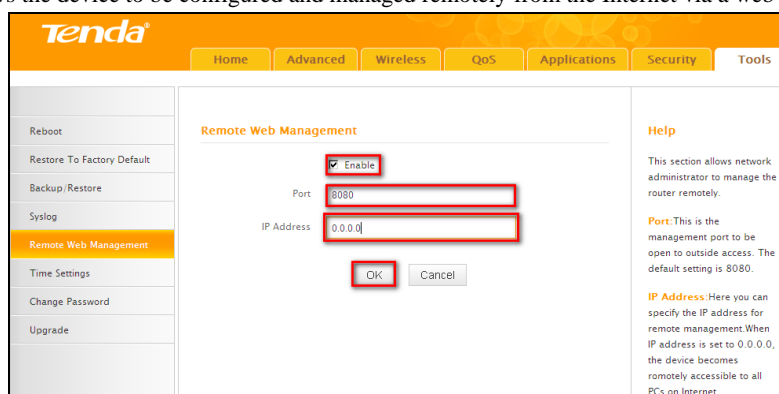 s the device to be configured and managed remotely from the Internet via a web
Tenda®
Home Advanced Wireless QoS Applications Security Tools
Reboot
Restore To Factory Default
Backup/Restore
Syslog
Remote Web Management
Time Settings
Change Password
Upgrade
Remote Web Management
Enable
Port 8080
IP Address 0.0.0.0
OK Cancel
Help
This section allows network
administrator to manage the
router remotely.
Port:This is the
management port to be
open to outside access. The
default setting is 8080.
IP Address:Here you can
specify the IP address for
remote management.When
IP address is set to 0.0.0.0,
the device becomes
romotely accessible to all
PCs on Internet